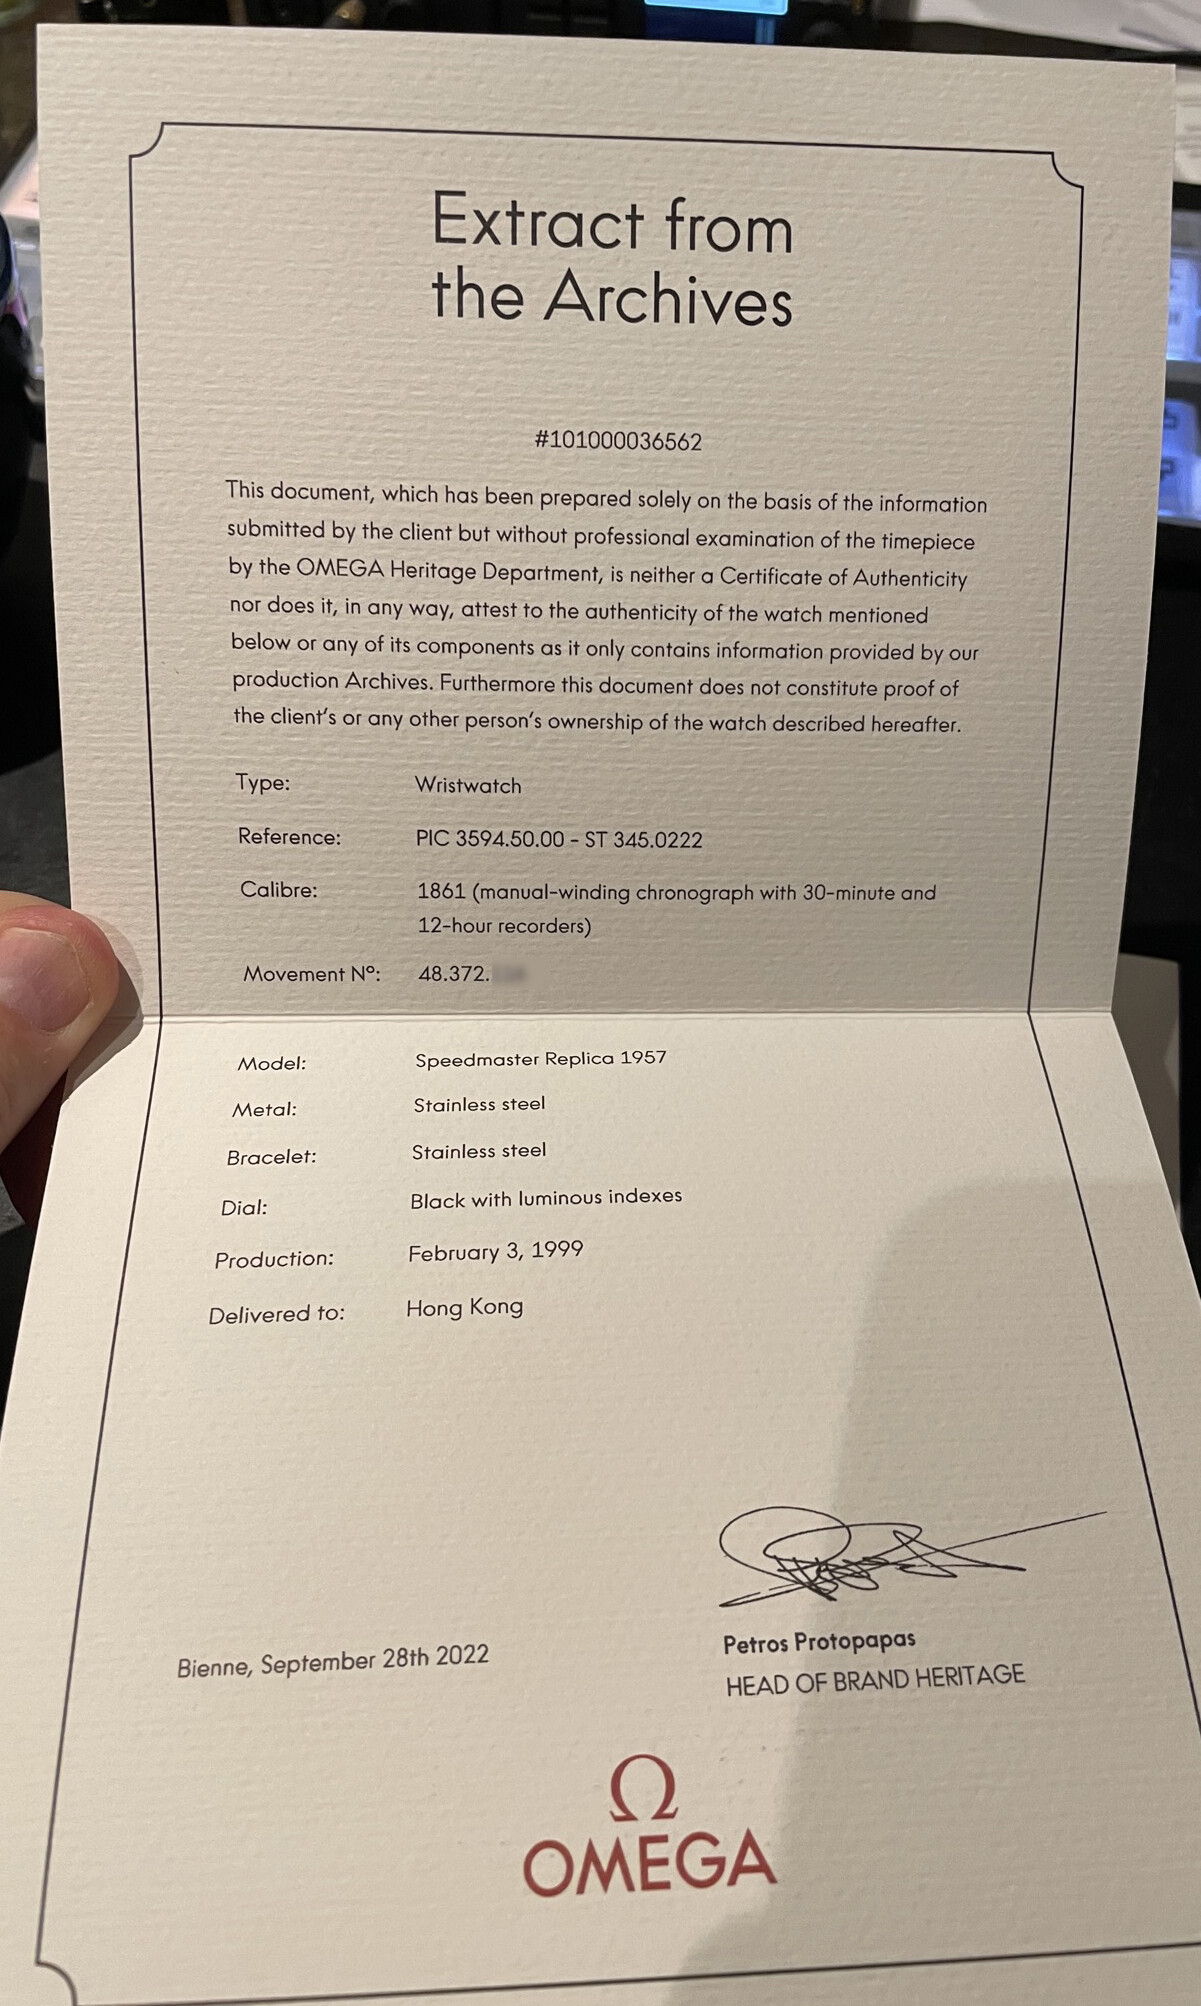 Extract from
the Archives
#101000036562
This document, which has been prepared solely on the basis of the information
submitted by the client but without professional examination of the timepiece
by the OMEGA Heritage Department, is neither a Certificate of Authenticity
nor does it, in any way, attest to the authenticity of the watch mentioned
below or any of its components as it only contains information provided by our
production Archives. Furthermore this document does not constitute proof of
the client's or any other person's ownership of the watch described hereafter.
Type: Wristwatch
Reference: PIC 3594.50.00 - ST 345.0222
Calibre: 1861 (manual-winding chronograph with 30-minute and
12-hour recorders)
Movement Nº: 48.372.
Model: Speedmaster Replica 1957
Metal: Stainless steel
Bracelet: Stainless steel
Dial: Black with luminous indexes
Production: February 3, 1999
Delivered to: Hong Kong
Petros Protopapas
Bienne, September 28th 2022 HEAD OF BRAND HERITAGE
Ω
OMEGA